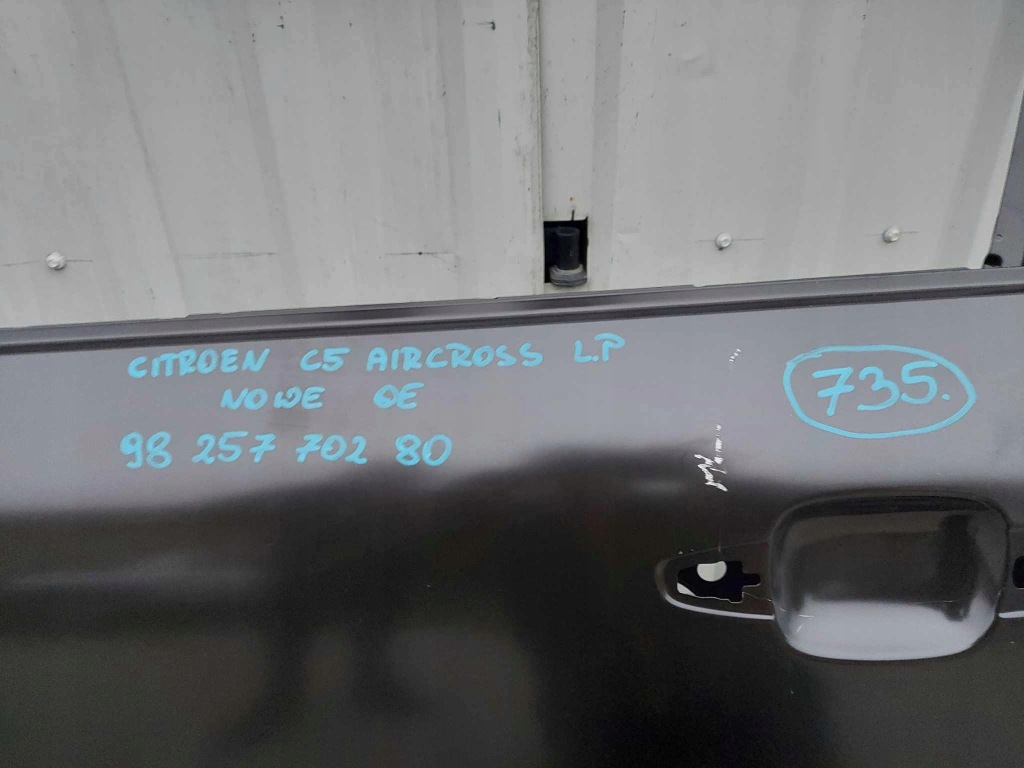 CITROEN C5 AIRCROSS L.P
735.
NOWE OE
98 257 702 80